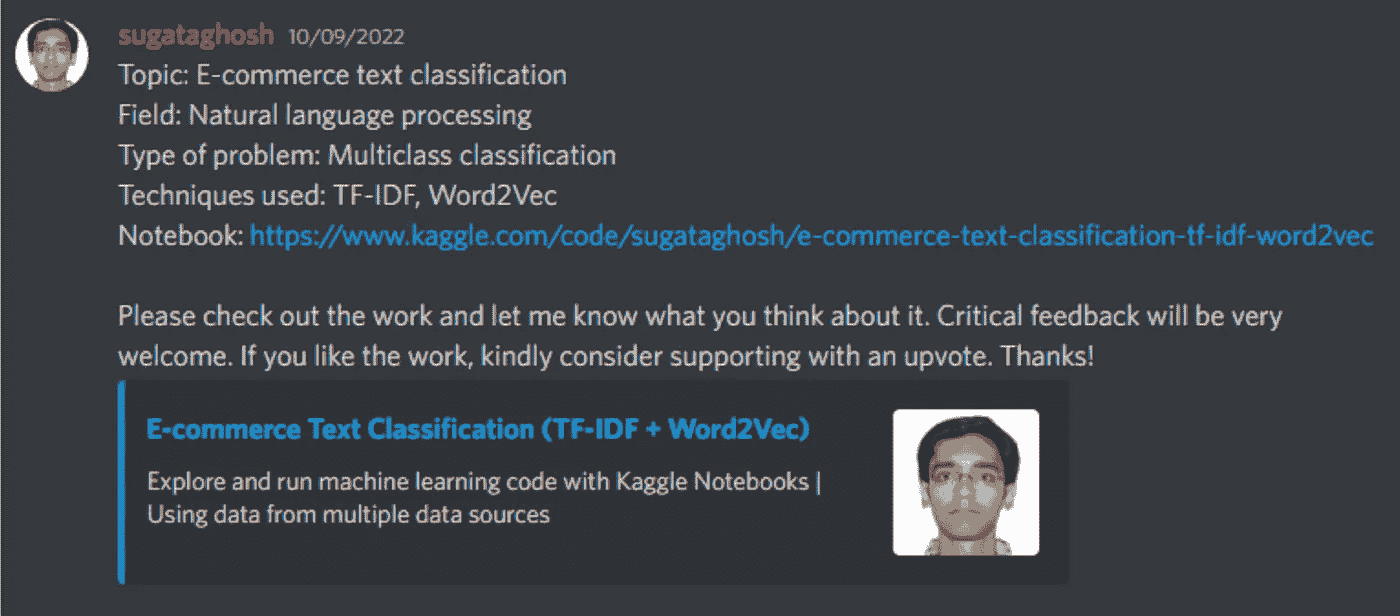 sugataghosh 10/09/2022
Topic: E-commerce text classification
Field: Natural language processing
Type of problem: Multiclass classification
Techniques used: TF-IDF, Word2Vec
Notebook: https://www.kaggle.com/code/sugataghosh/e-commerce-text-classification-tf-idf-word2vec
Please check out the work and let me know what you think about it. Critical feedback will be very
welcome. If you like the work, kindly consider supporting with an upvote. Thanks!
E-commerce Text Classification (TF-IDF + Word2Vec)
Explore and run machine learning code with Kaggle Notebooks |
Using data from multiple data sources